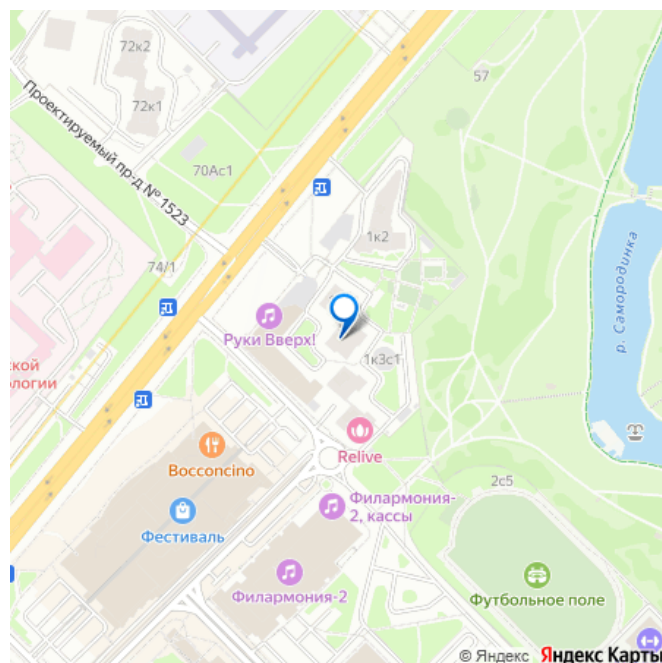 72к2
57
72к1
Проектируемый пр-д № 1523
70Ас1
1к2
74/1
р. Самородинка
Руки Вверх!
1к3с1
ской
ологии
Relive
Bocconcino
2с5
Филармония-
2, кассы
Фестиваль
Филармония-2
Футбольное поле
© Яндекс Яндекс Карты